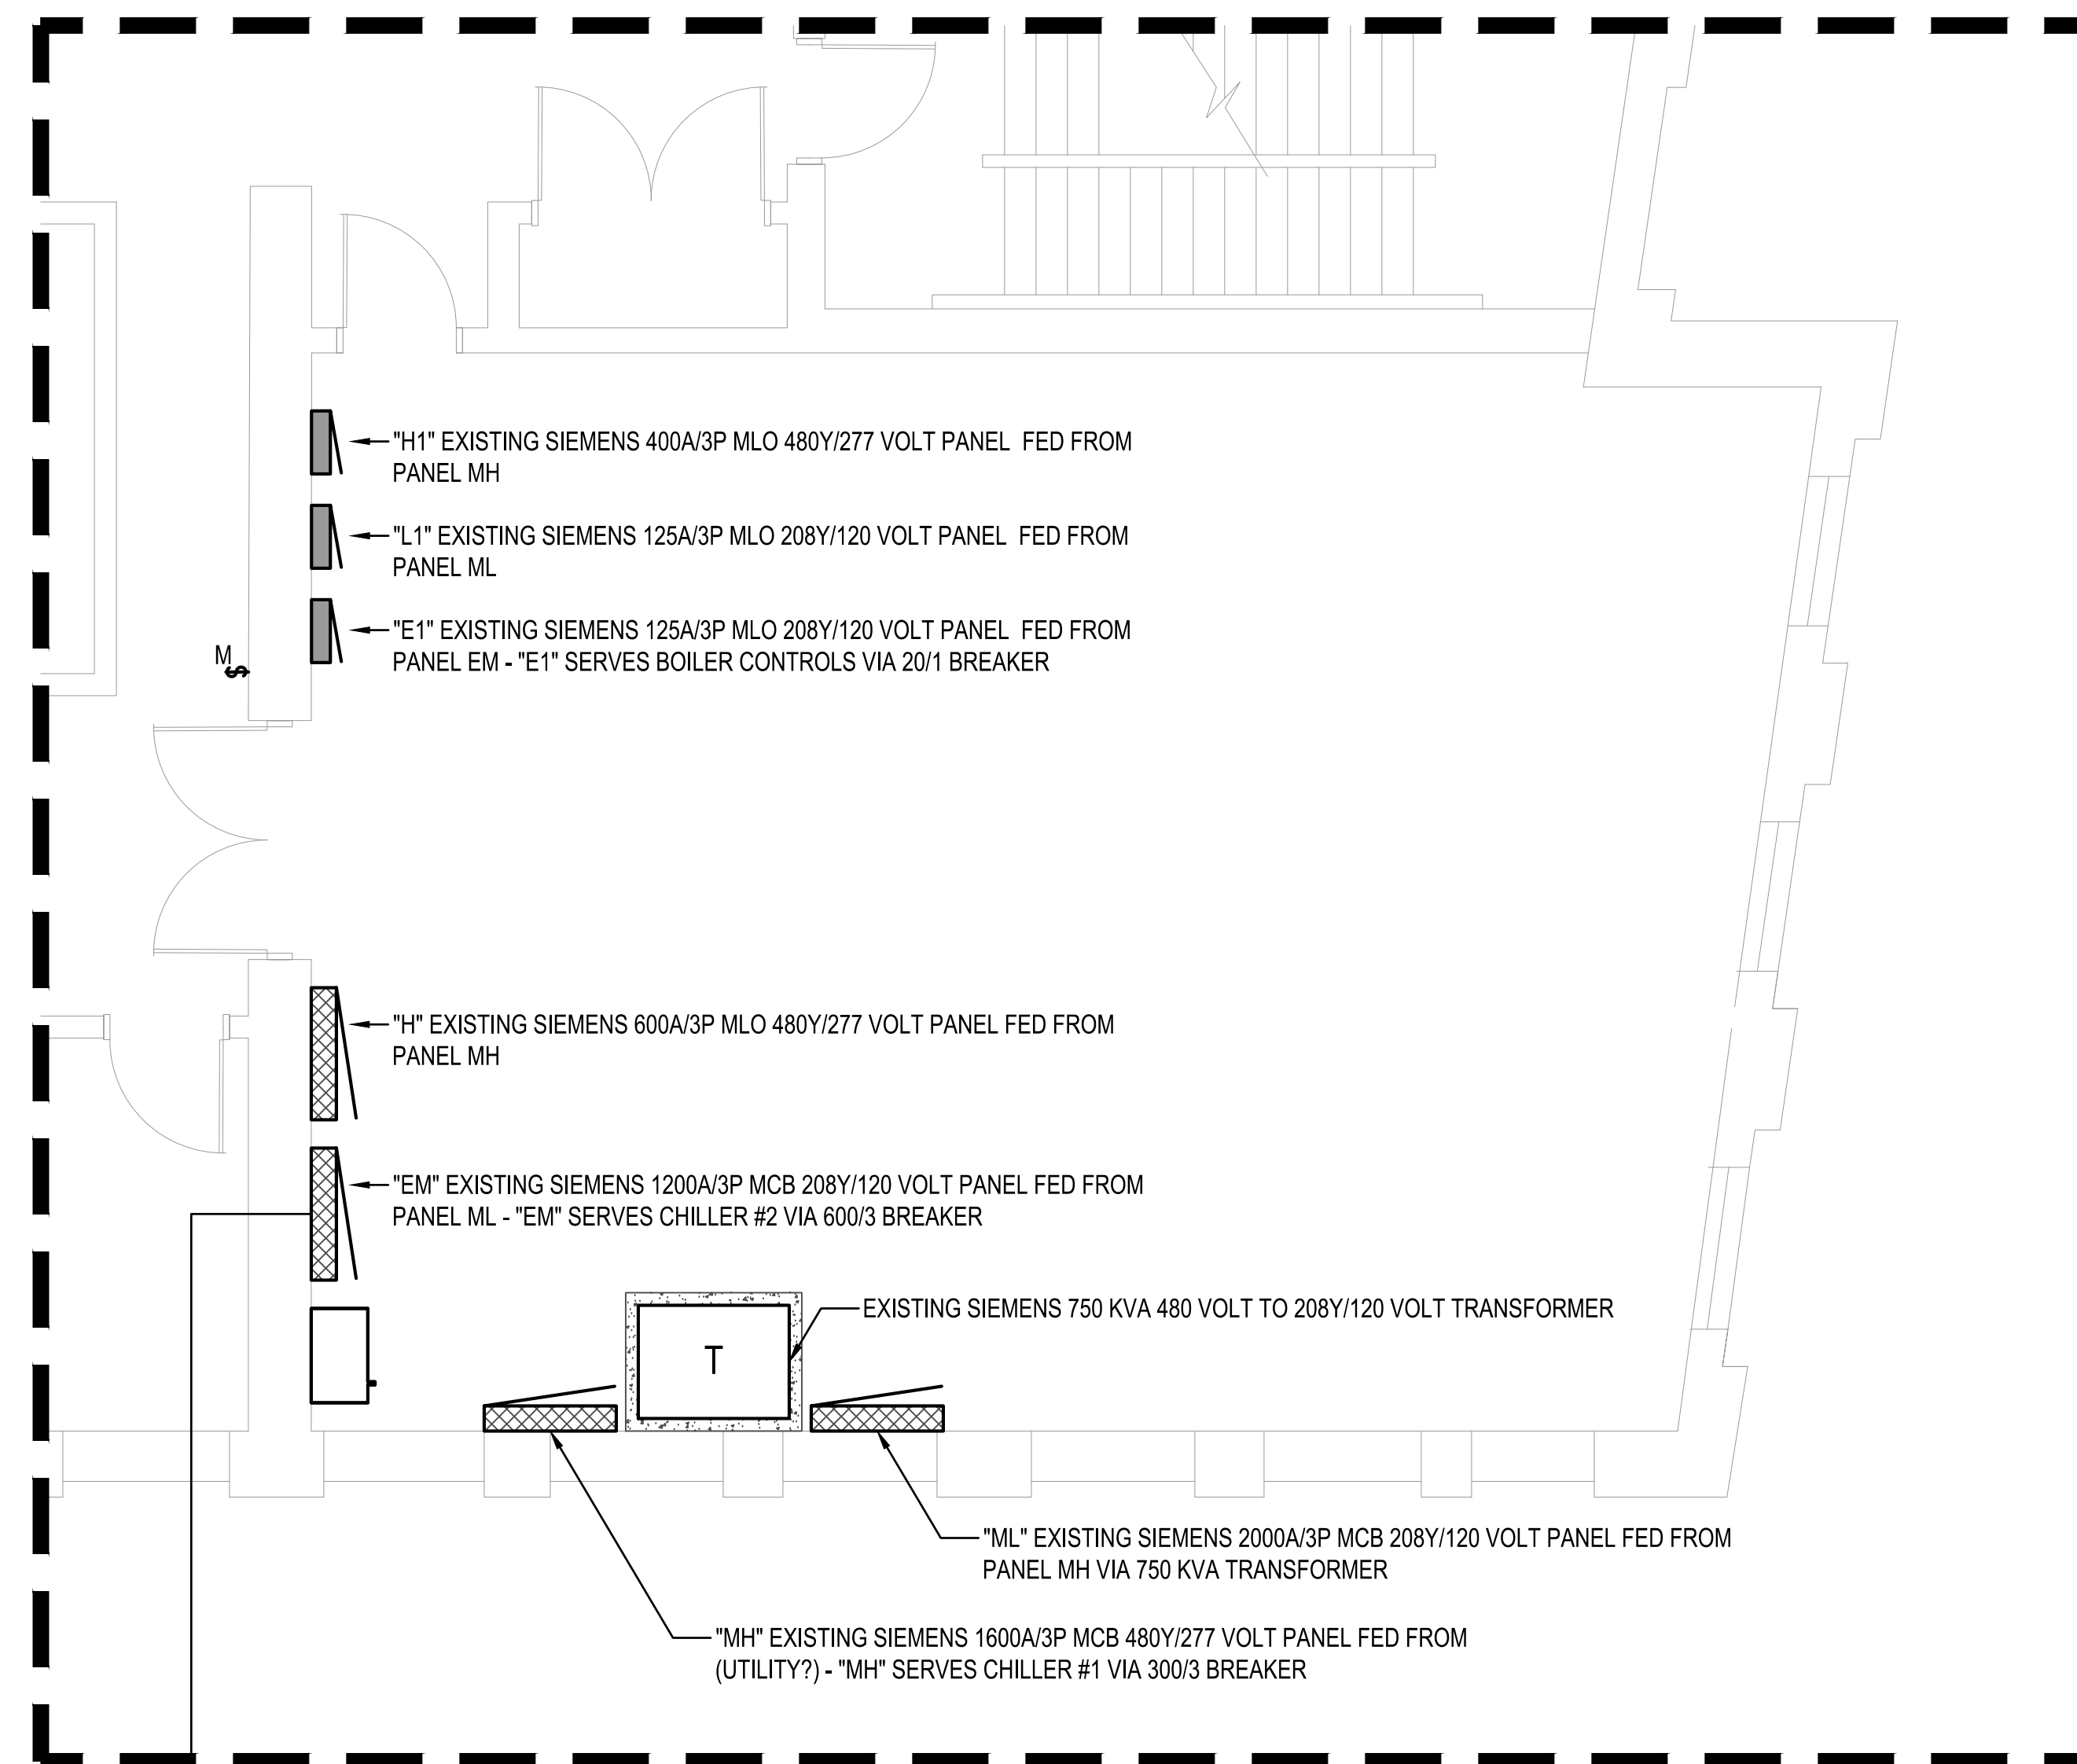 "H1" EXISTING SIEMENS 400A/3P MLO 480Y/277 VOLT PANEL FED FROM
PANEL MH
"L1" EXISTING SIEMENS 125A/3P MLO 208Y/120 VOLT PANEL FED FROM
PANEL ML
"E1" EXISTING SIEMENS 125A/3P MLO 208Y/120 VOLT PANEL FED FROM
PANEL EM - "E1" SERVES BOILER CONTROLS VIA 20/1 BREAKER
M
$
"H" EXISTING SIEMENS 600A/3P MLO 480Y/277 VOLT PANEL FED FROM
PANEL MH
"EM" EXISTING SIEMENS 1200A/3P MCB 208Y/120 VOLT PANEL FED FROM
PANEL ML - "EM" SERVES CHILLER #2 VIA 600/3 BREAKER
EXISTING SIEMENS 750 KVA 480 VOLT TO 208Y/120 VOLT TRANSFORMER
T
"ML" EXISTING SIEMENS 2000A/3P MCB 208Y/120 VOLT PANEL FED FROM
PANEL MH VIA 750 KVA TRANSFORMER
"MH" EXISTING SIEMENS 1600A/3P MCB 480Y/277 VOLT PANEL FED FROM
(UTILITY?) - "MH" SERVES CHILLER #1 VIA 300/3 BREAKER